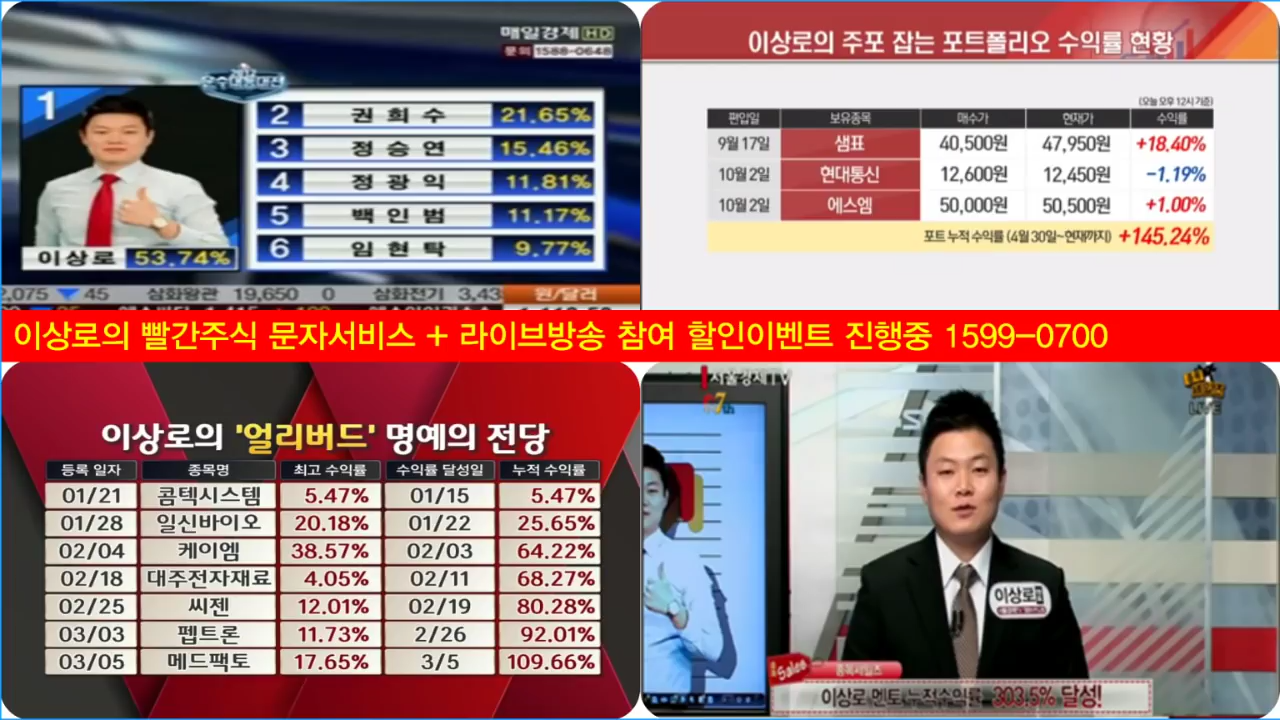 매일경제 HD
문의 1588-0648
1
이상로 53.74%
2 권희수 21.65%
3 정승연 15.46%
4 정광익 11.81%
5 백인범 11.17%
6 임현탁 9.77%
2,075 ▼ 45 삼화왕관 19,650 0 삼화전기 3,43
원/달러
이상로의 주포 잡는 포트폴리오 수익률 현황
(오늘 오후 12시 기준)
편입일 보유종목 매수가 현재가 수익률
9월 17일 샘표 40,500원 47,950원 +18.40%
10월 2일 현대통신 12,600원 12,450원 -1.19%
10월 2일 에스엠 50,000원 50,500원 +1.00%
포트 누적 수익률 (4월 30일~현재까지) +145.24%
이상로의 빨간주식 문자서비스 + 라이브방송 참여 할인이벤트 진행중 1599-0700
이상로의 '얼리버드' 명예의 전당
등록 일자 종목명 최고 수익률 수익률 달성일 누적 수익률
01/21 콤텍시스템 5.47% 01/15 5.47%
01/28 일신바이오 20.18% 01/22 25.65%
02/04 케이엠 38.57% 02/03 64.22%
02/18 대주전자재료 4.05% 02/11 68.27%
02/25 씨젠 12.01% 02/19 80.28%
03/03 펩트론 11.73% 2/26 92.01%
03/05 메드팩토 17.65% 3/5 109.66%
서울경제TV
7th
LIVE
이상로
Sales
종목세일즈
이상로 멘토 누적수익률 303.5% 달성!